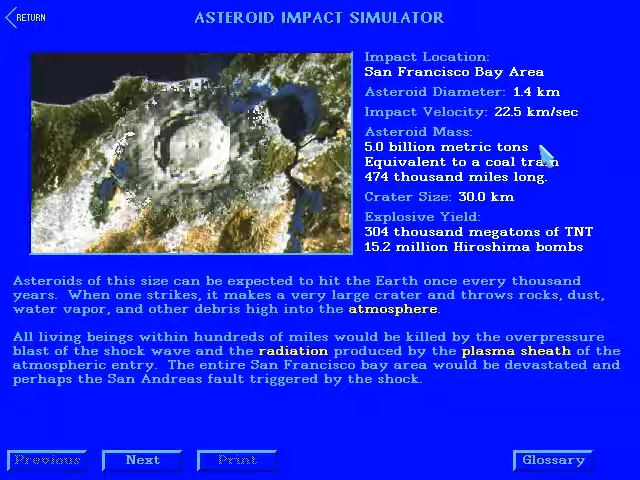 RETURN
ASTEROID IMPACT SIMULATOR
Impact Location:
San Francisco Bay Area
Asteroid Diameter: 1.4 km
Impact Velocity: 22.5 km/sec
Asteroid Mass:
5.0 billion metric tons
Equivalent to a coal train
474 thousand miles long.
Crater Size: 30.0 km
Explosive Yield:
304 thousand megatons of TNT
15.2 million Hiroshima bombs
Asteroids of this size can be expected to hit the Earth once every thousand
years. When one strikes, it makes a very large crater and throws rocks, dust,
water vapor, and other debris high into the atmosphere.
All living beings within hundreds of miles would be killed by the overpressure
blast of the shock wave and the radiation produced by the plasma sheath of the
atmospheric entry. The entire San Francisco bay area would be devastated and
perhaps the San Andreas fault triggered by the shock.
Previous
Next
Print
Glossary